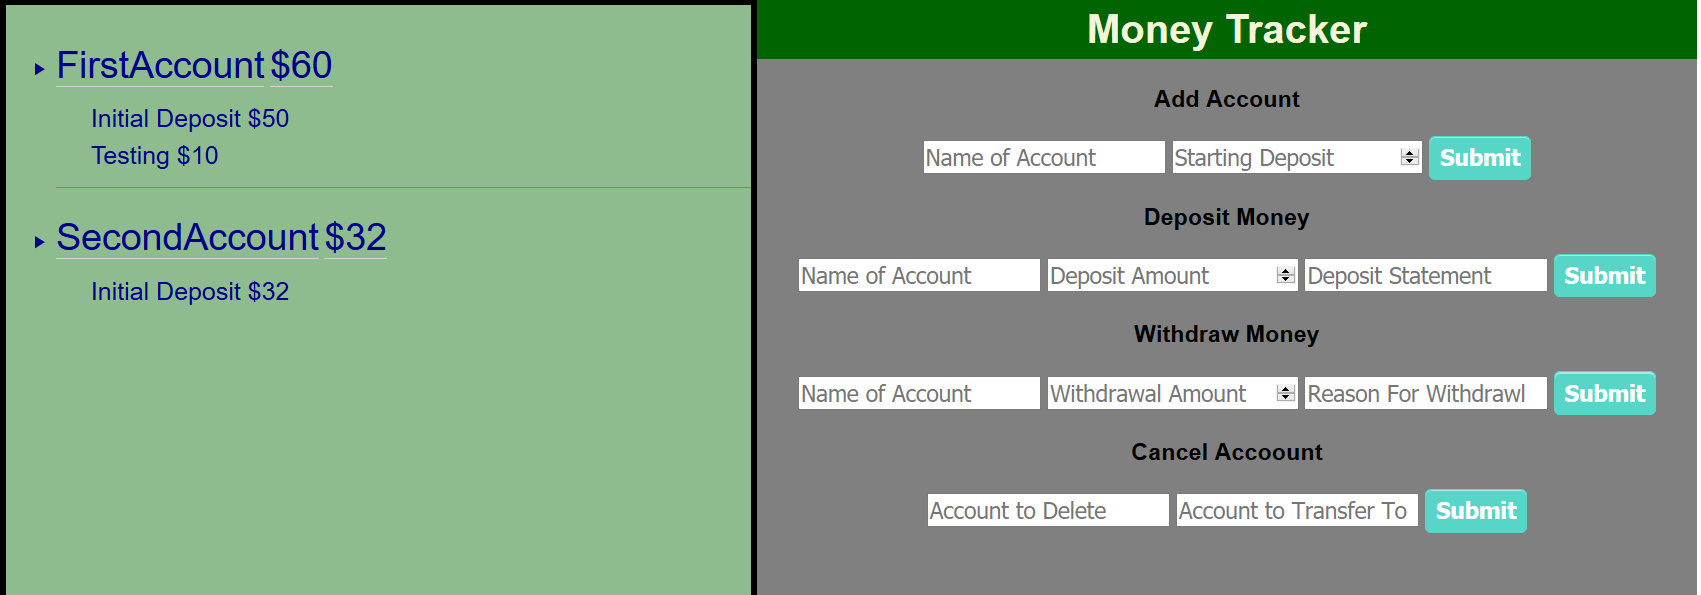 FirstAccount $60
Initial Deposit $50
Testing $10
SecondAccount $32
Initial Deposit $32
Money Tracker
Add Account
Name of Account Starting Deposit Submit
Deposit Money
Name of Account Deposit Amount Deposit Statement Submit
Withdraw Money
Name of Account Withdrawal Amount Reason For Withdrawl Submit
Cancel Accoount
Account to Delete Account to Transfer To Submit